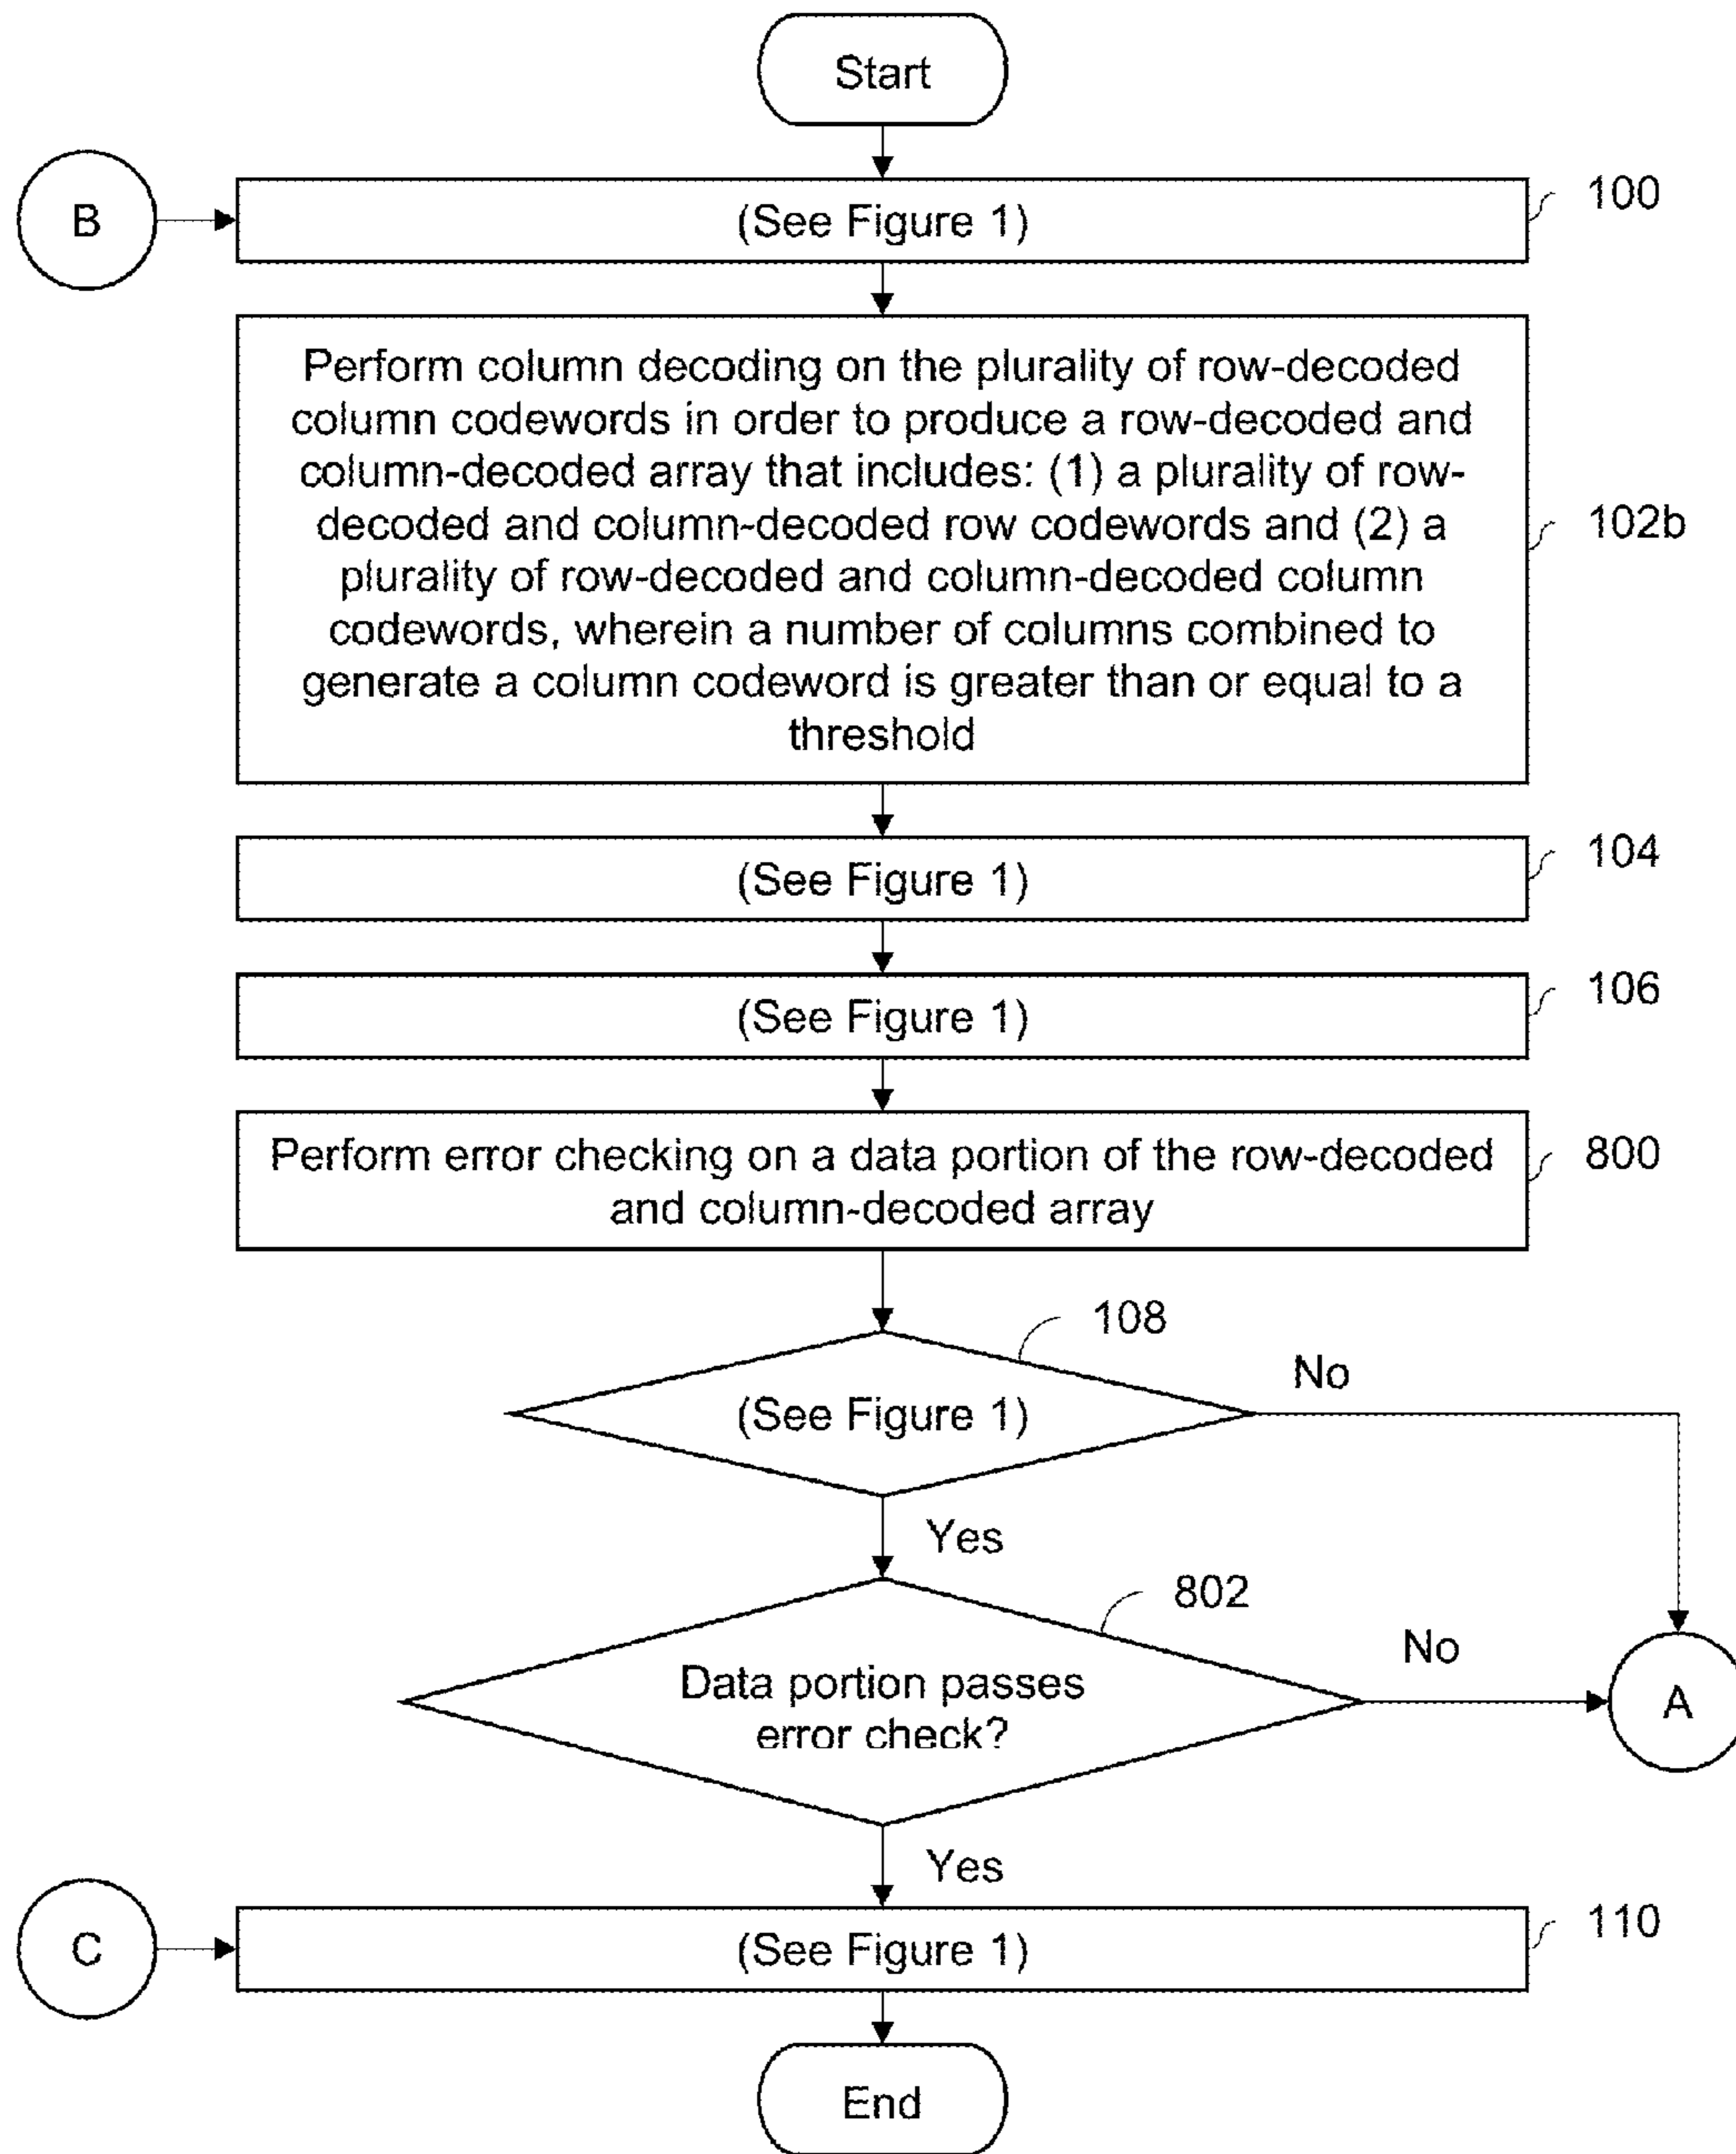 Start
B
(See Figure 1)
100
Perform column decoding on the plurality of row-decoded
column codewords in order to produce a row-decoded and
column-decoded array that includes: (1) a plurality of row-
decoded and column-decoded row codewords and (2) a
plurality of row-decoded and column-decoded column
codewords, wherein a number of columns combined to
generate a column codeword is greater than or equal to a
threshold
102b
(See Figure 1)
104
(See Figure 1)
106
Perform error checking on a data portion of the row-decoded
and column-decoded array
800
108
(See Figure 1)
No
Yes
802
Data portion passes
error check?
No
A
Yes
C
(See Figure 1)
110
End